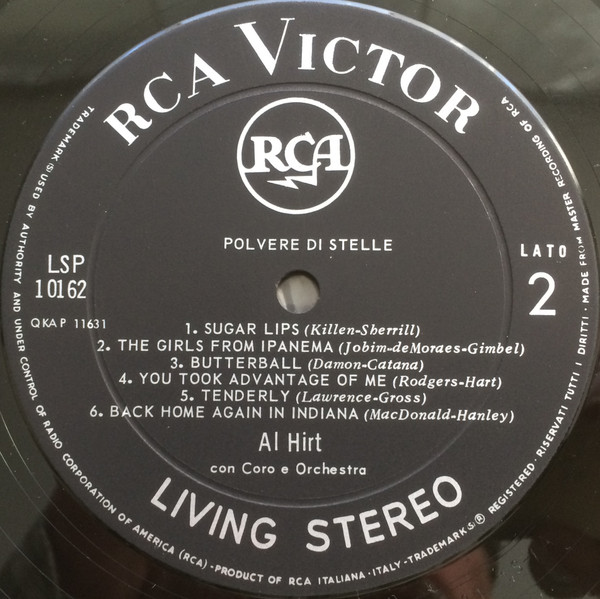 RCA VICTOR
RCA
POLVERE DI STELLE
LSP
10162
QKAP 11631
LATO
2
1. SUGAR LIPS (Killen-Sherrill)
2. THE GIRLS FROM IPANEMA (Jobim-deMoraes-Gimbel)
3. BUTTERBALL (Damon-Catana)
4. YOU TOOK ADVANTAGE OF ME (Rodgers-Hart)
5. TENDERLY (Lawrence-Gross)
6. BACK HOME AGAIN IN INDIANA (MacDonald-Hanley)
Al Hirt
con Coro e Orchestra
LIVING STEREO
TRADEMARK(S) USED BY AUTHORITY AND UNDER CONTROL OF RADIO CORPORATION OF AMERICA (RCA) - PRODUCT OF RCA ITALIANA - ITALY - TRADEMARKS ® REGISTERED - RISERVATI TUTTI I DIRITTI - MADE FROM MASTER RECORDING OF RCA